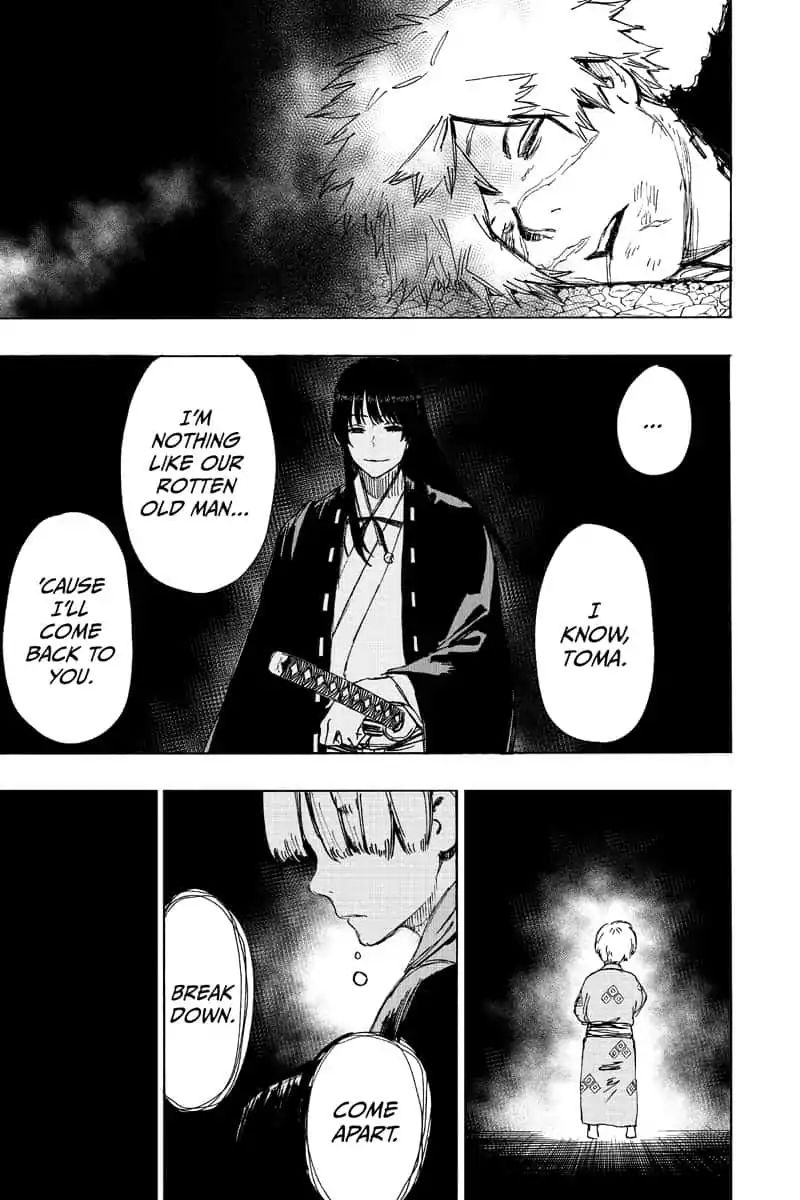 ...
I
KNOW,
TOMA.
I'M
NOTHING
LIKE OUR
ROTTEN
OLD MAN...
'CAUSE
I'LL
COME
BACK TO
YOU.
COME
APART.
BREAK
DOWN.